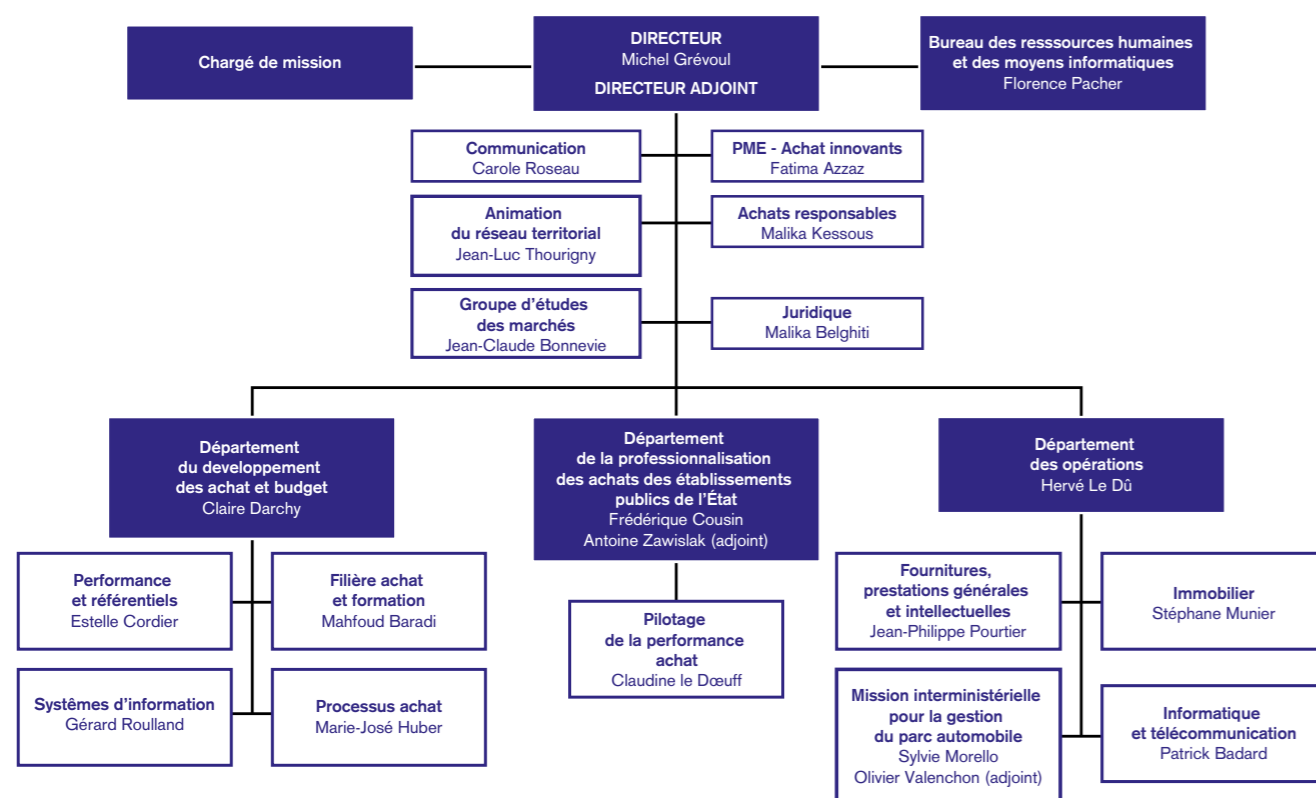 Chargé de mission
DIRECTEUR
Michel Grévoul
DIRECTEUR ADJOINT
Bureau des resssources humaines
et des moyens informatiques
Florence Pacher
Communication
Carole Roseau
PME - Achat innovants
Fatima Azzaz
Animation
du réseau territorial
Jean-Luc Thourigny
Achats responsables
Malika Kessous
Groupe d'études
des marchés
Jean-Claude Bonnevie
Juridique
Malika Belghiti
Département
du developpement
des achat et budget
Claire Darchy
Département
de la professionnalisation
des achats des établissements
publics de l'État
Frédérique Cousin
Antoine Zawislak (adjoint)
Département
des opérations
Hervé Le Dû
Performance
et référentiels
Estelle Cordier
Filière achat
et formation
Mahfoud Baradi
Systêmes d'information
Gérard Roulland
Processus achat
Marie-José Huber
Pilotage
de la performance
achat
Claudine le Dœuff
Fournitures,
prestations générales
et intellectuelles
Jean-Philippe Pourtier
Immobilier
Stéphane Munier
Mission interministérielle
pour la gestion
du parc automobile
Sylvie Morello
Olivier Valenchon (adjoint)
Informatique
et télécommunication
Patrick Badard